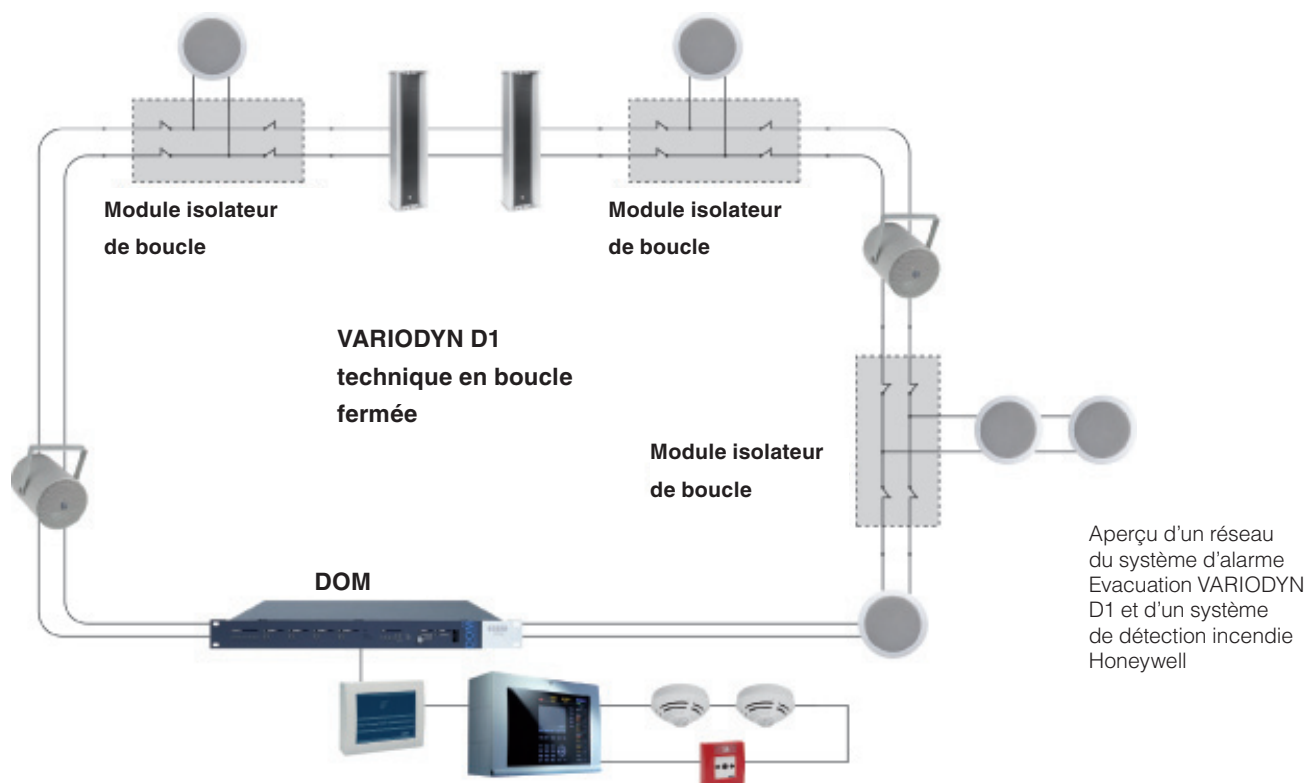 Module isolateur
de boucle
Module isolateur
de boucle
VARIODYN D1
technique en boucle
fermée
Module isolateur
de boucle
DOM
Aperçu d'un réseau
du système d'alarme
Evacuation VARIODYN
D1 et d'un système
de détection incendie
Honeywell